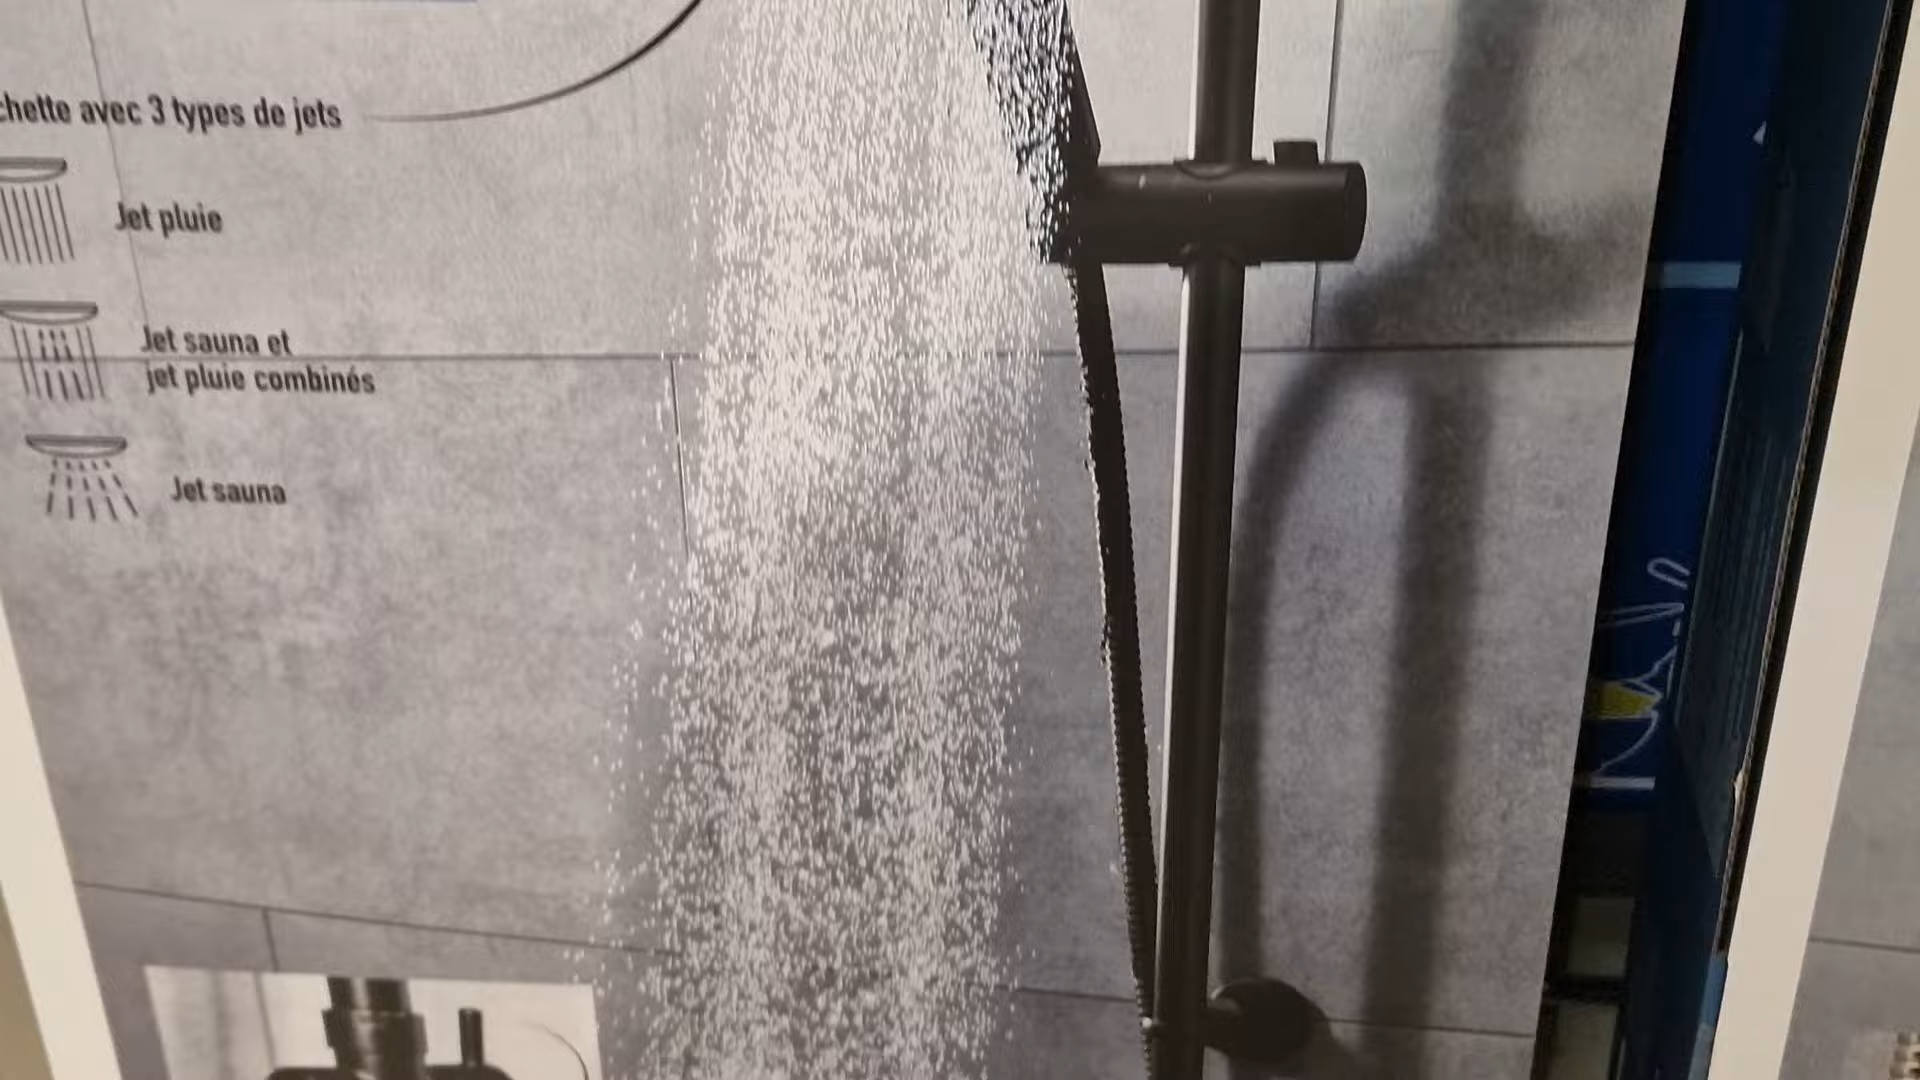 chette avec 3 types de jets
Jet pluie
Jet sauna et
jet pluie combinés
Jet sauna